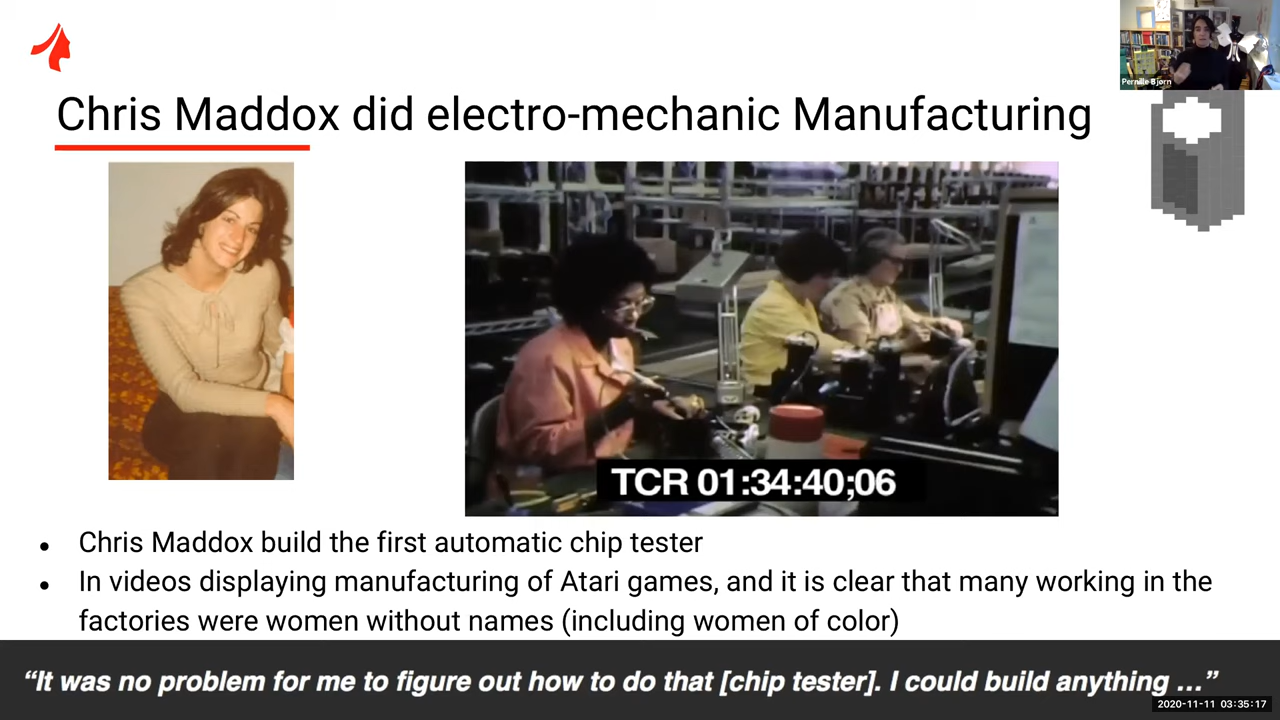 Pernille Bjørn
Chris Maddox did electro-mechanic Manufacturing
TCR 01:34:40;06
● Chris Maddox build the first automatic chip tester
● In videos displaying manufacturing of Atari games, and it is clear that many working in the
factories were women without names (including women of color)
“It was no problem for me to figure out how to do that [chip tester]. I could build anything …”
2020-11-11 03:35:17